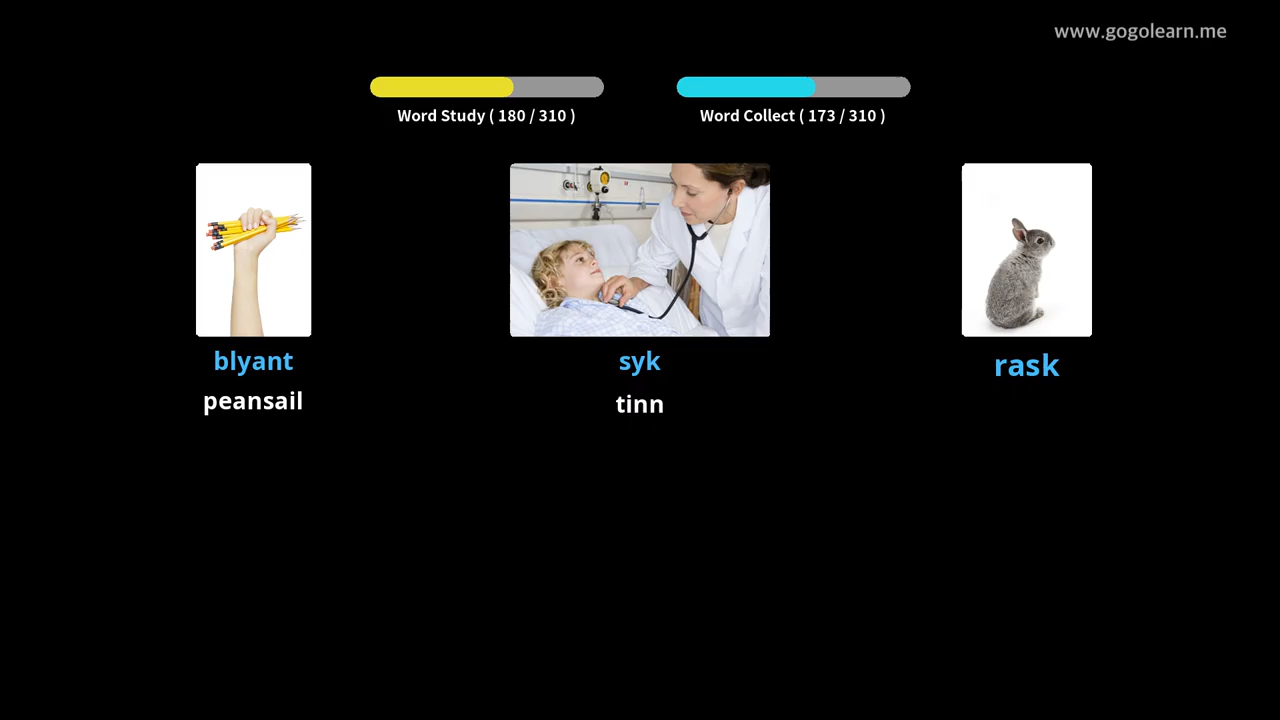 www.gogolearn.me
Word Study ( 180 / 310 )
Word Collect ( 173 / 310 )
blyant
peansail
syk
tinn
rask